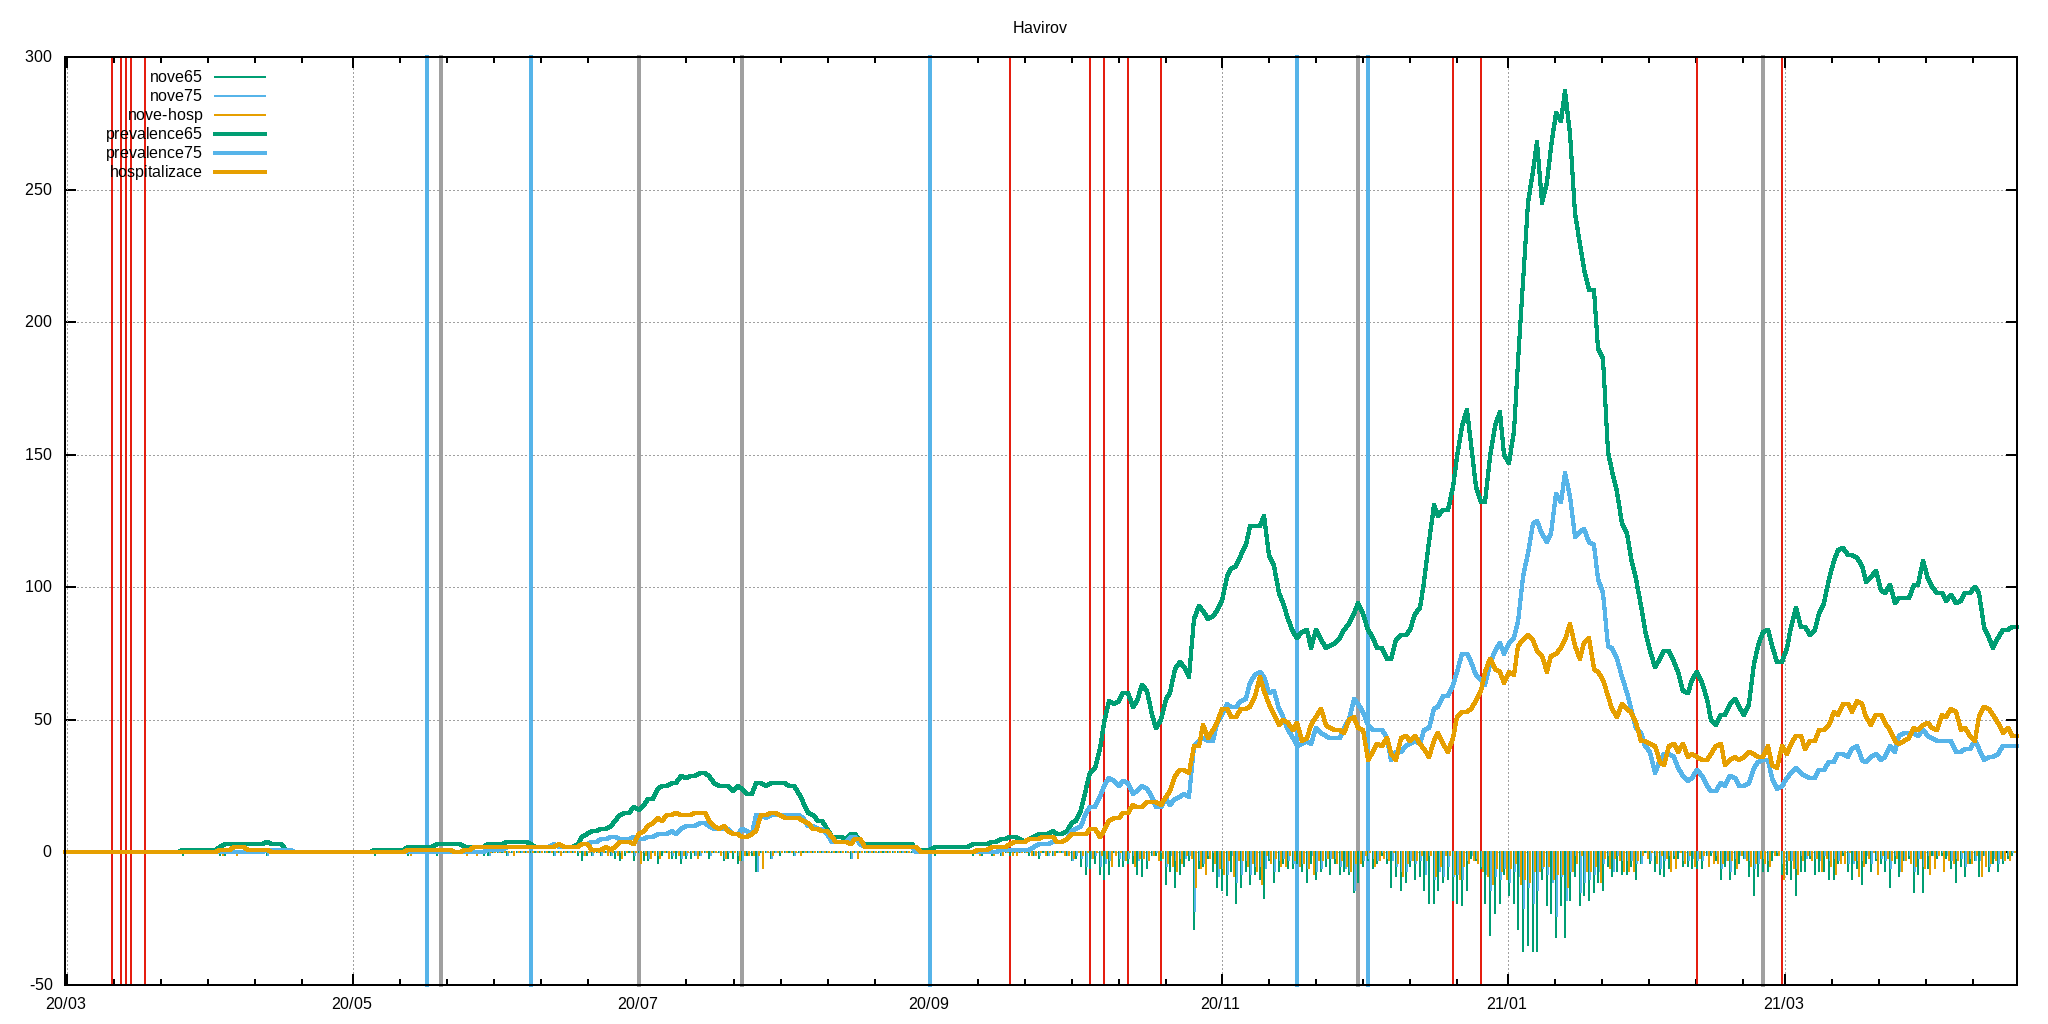 Havirov
300
250
200
150
100
50
0
-50
nove65
nove75
nove-hosp
prevalence65
prevalence75
hospitalizace
20/03 20/05 20/07 20/09 20/11 21/01 21/03